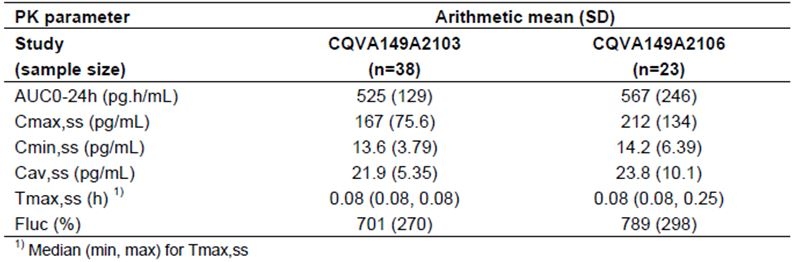 PK parameter Arithmetic mean (SD)
Study CQVA149A2103 CQVA149A2106
(sample size) (n=38) (n=23)
AUC0-24h (pg.h/mL) 525 (129) 567 (246)
Cmax,ss (pg/mL) 167 (75.6) 212 (134)
Cmin,ss (pg/mL) 13.6 (3.79) 14.2 (6.39)
Cav,ss (pg/mL) 21.9 (5.35) 23.8 (10.1)
Tmax,ss (h) 1) 0.08 (0.08, 0.08) 0.08 (0.08, 0.25)
Fluc (%) 701 (270) 789 (298)
1) Median (min, max) for Tmax,ss